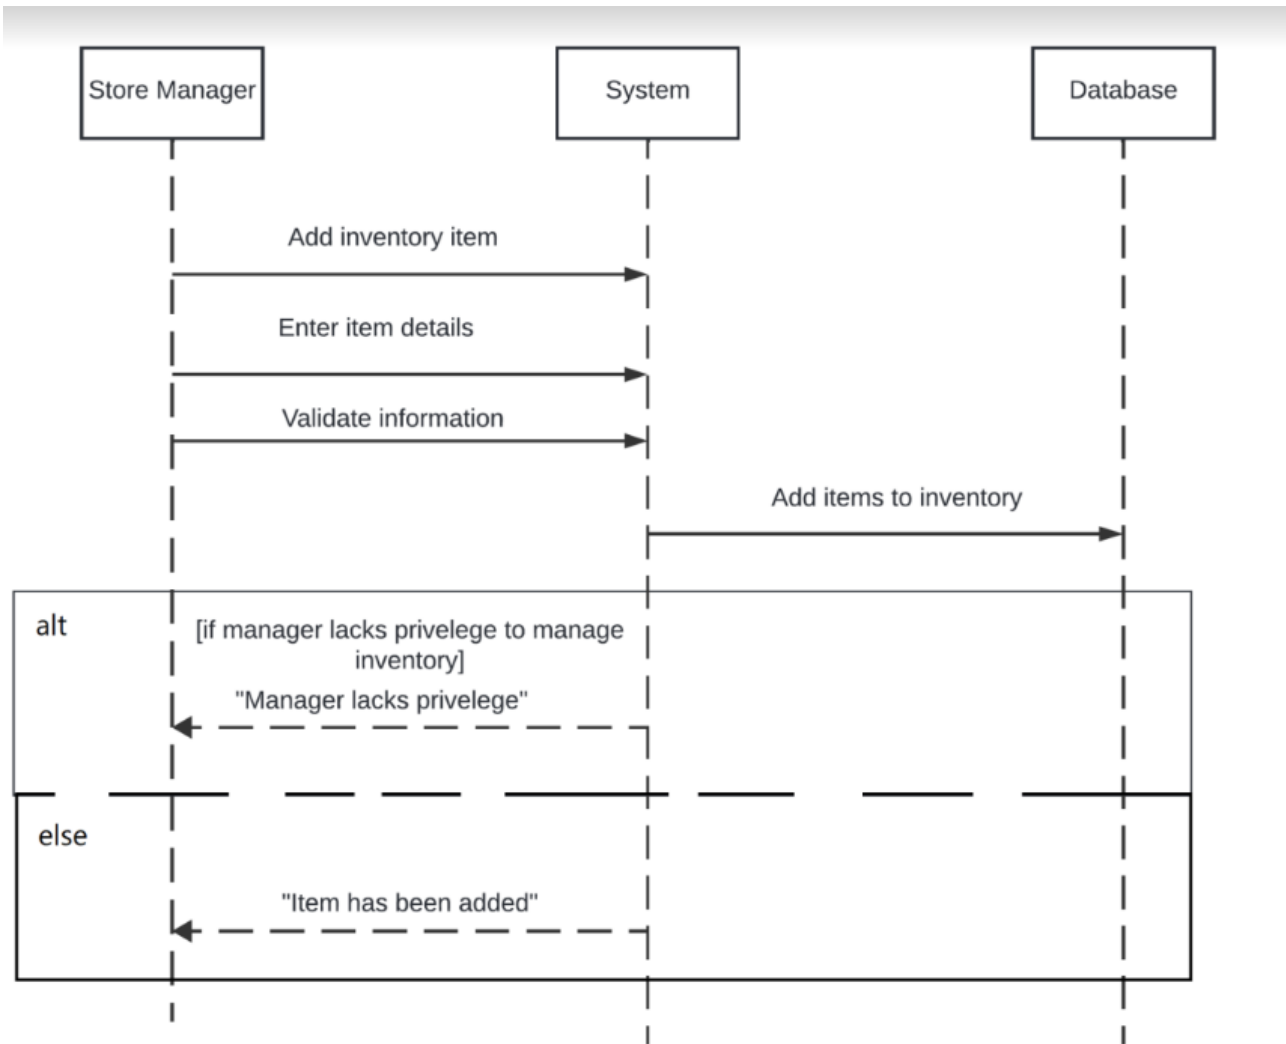 Store Manager
System
Database
Add inventory item
Enter item details
Validate information
Add items to inventory
alt
[if manager lacks privelege to manage
inventory]
"Manager lacks privelege"
else
"Item has been added"